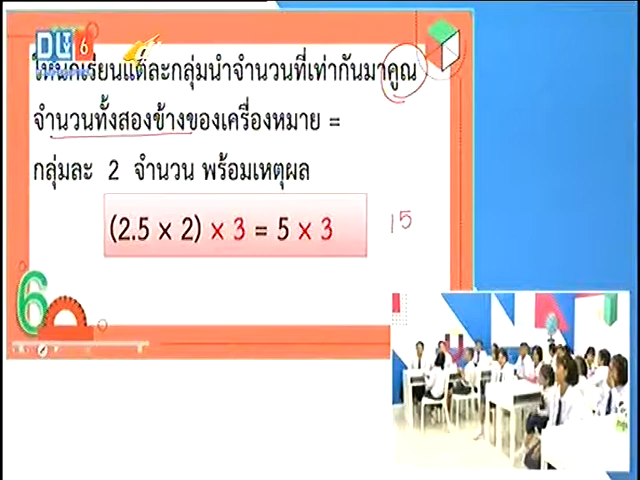 DLTV 6
ให้นักเรียนแต่ละกลุ่มนำจำนวนที่เท่ากันมาคูณ
จำนวนทั้งสองข้างของเครื่องหมาย =
กลุ่มละ 2 จำนวน พร้อมเหตุผล
(2.5 x 2) x 3 = 5 x 3
15
6